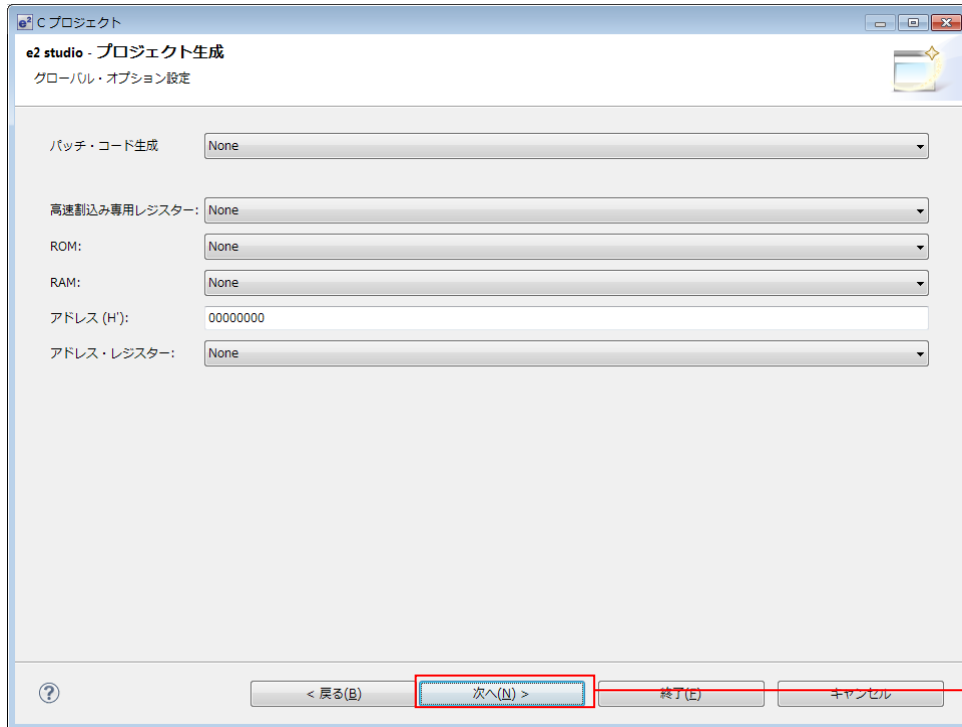 e² C プロジェクト
e2 studio - プロジェクト生成
グローバル・オプション設定
パッチ・コード生成 None
高速割込み専用レジスター: None
ROM: None
RAM: None
アドレス (H'): 00000000
アドレス・レジスター: None
? < 戻る(B) 次へ(N) > 終了(F) キャンセル